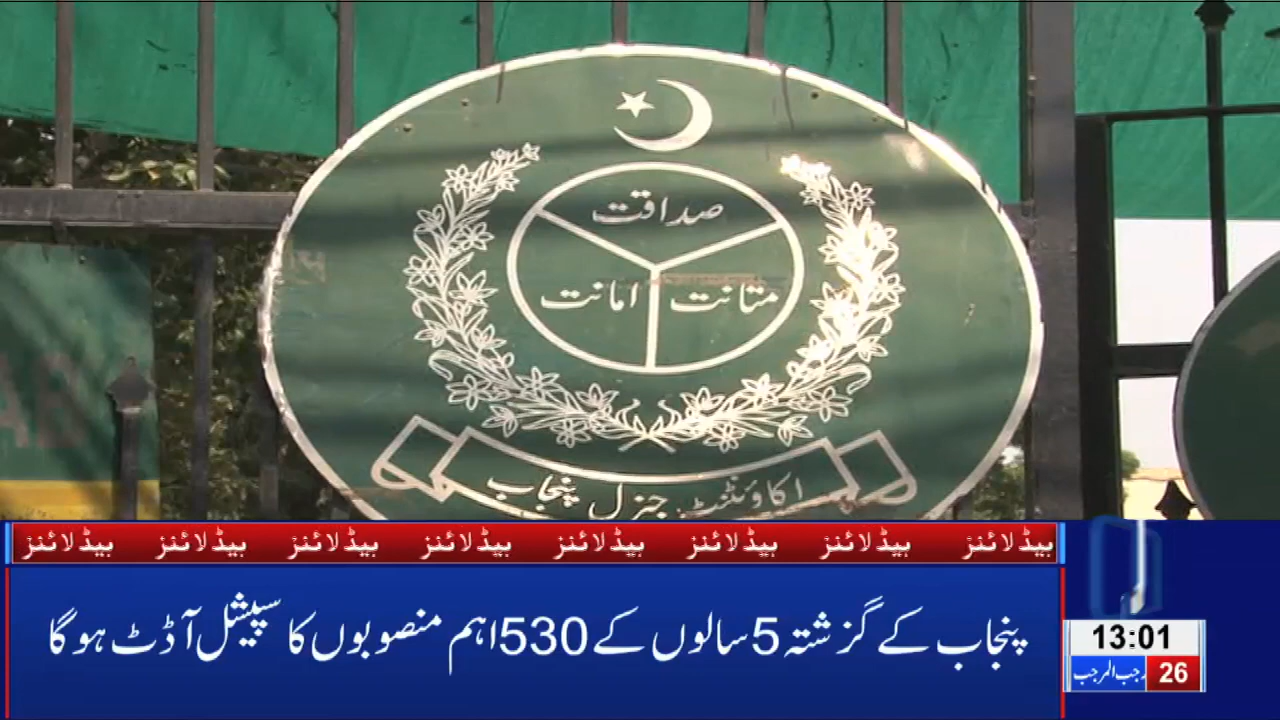 صداقت
متانت امانت
اکاؤنٹنٹ جنرل پنجاب
ہیڈلائنز ہیڈلائنز ہیڈلائنز ہیڈلائنز ہیڈلائنز ہیڈلائنز ہیڈلائنز ہیڈلائنز
پنجاب کے گزشتہ 5 سالوں کے 530 اہم منصوبوں کا سپیشل آڈٹ ہوگا
13:01
26 رجب المرجب